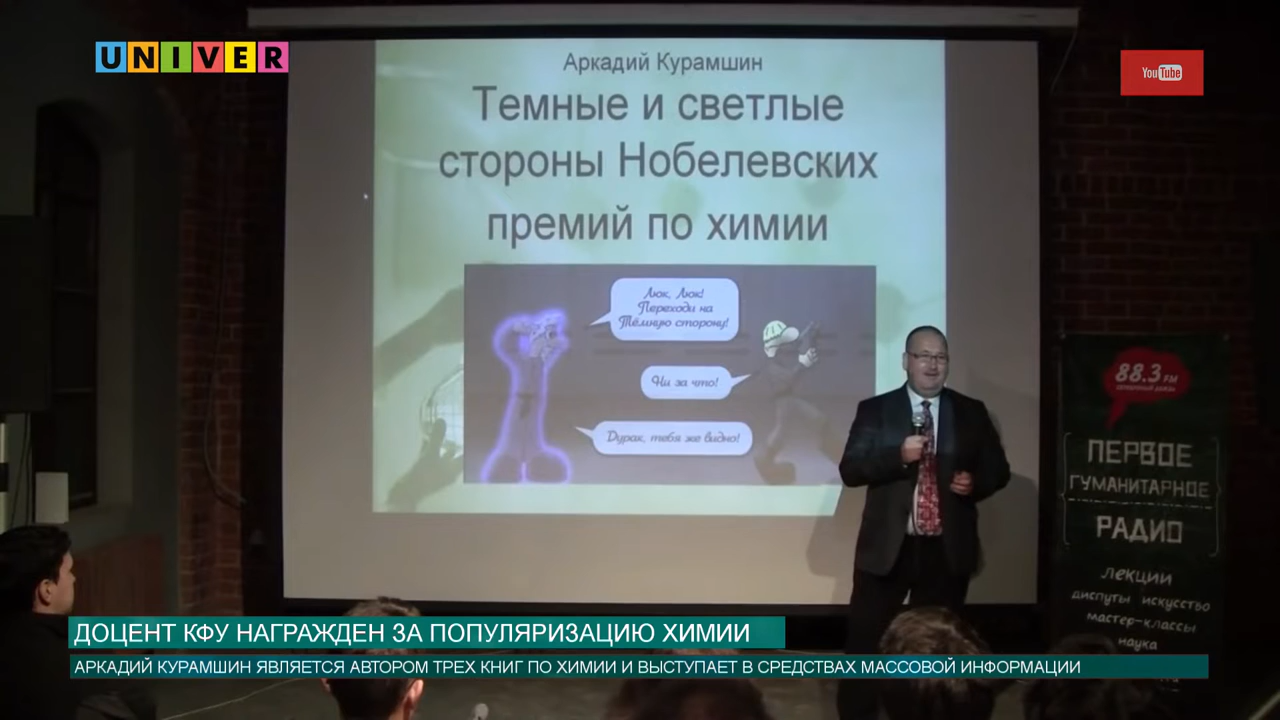 UNIVER
YouTube
Аркадий Курамшин
Темные и светлые
стороны Нобелевских
премий по химии
Люк, Люк!
Переходи на
Тёмную сторону!
Ни за что!
Дурак, тебя же видно!
88.3 FM
ПЕРВОЕ
ГУМАНИТАРНОЕ
РАДИО
лекции
диспуты искусство
мастер-классы
наука
ДОЦЕНТ КФУ НАГРАЖДЕН ЗА ПОПУЛЯРИЗАЦИЮ ХИМИИ
АРКАДИЙ КУРАМШИН ЯВЛЯЕТСЯ АВТОРОМ ТРЕХ КНИГ ПО ХИМИИ И ВЫСТУПАЕТ В СРЕДСТВАХ МАССОВОЙ ИНФОРМАЦИИ